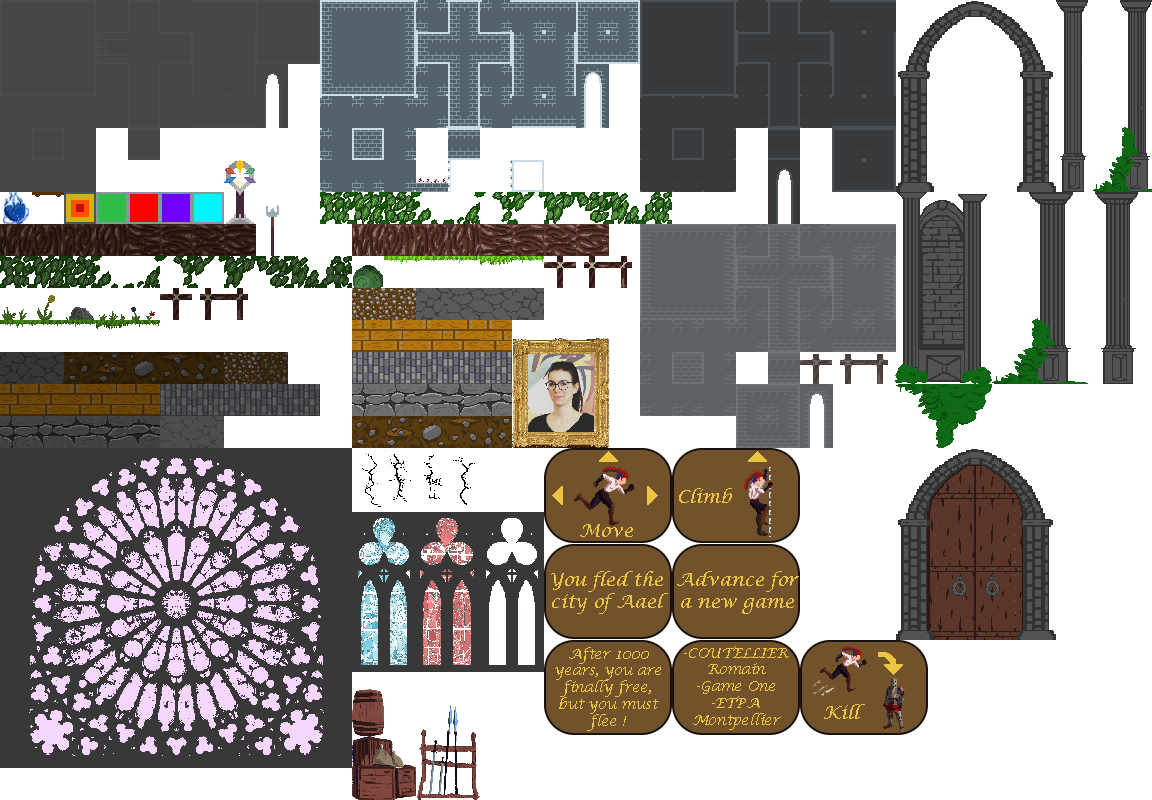 Move
Climb
You fled the
city of Aael
Advance for
a new game
After 1000
years, you are
finally free,
but you must
flee !
-COUTELLIER
Romain
-Game One
-ETPA
Montpellier
Kill